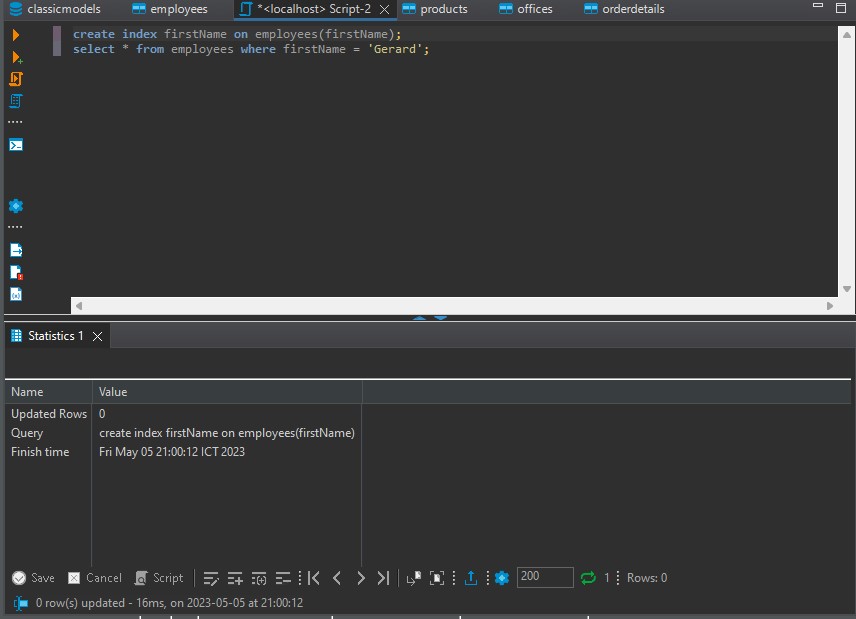 classicmodels employees *<localhost> Script-2 products offices orderdetails
create index firstName on employees(firstName);
select * from employees where firstName = 'Gerard';
Statistics 1
Name Value
Updated Rows 0
Query create index firstName on employees(firstName)
Finish time Fri May 05 21:00:12 ICT 2023
Save Cancel Script 200 1 Rows: 0
0 row(s) updated - 16ms, on 2023-05-05 at 21:00:12